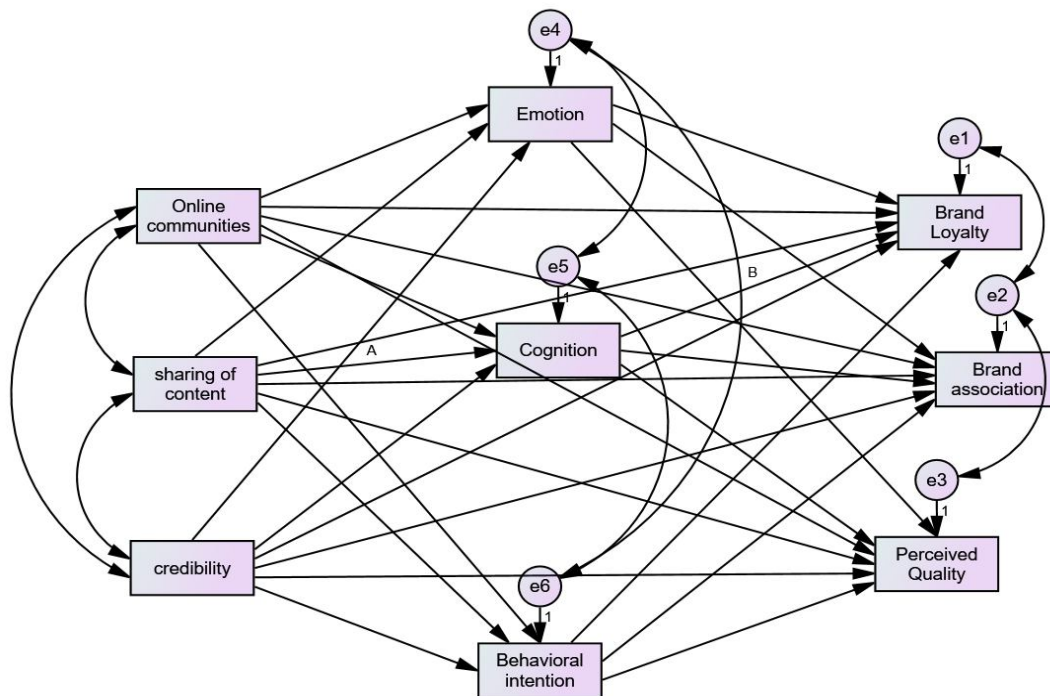 e4
1
Emotion
e1
1
Online
communities
Brand
Loyalty
e5
1
B
e2
1
Cognition
A
sharing of
content
Brand
association
e3
1
credibility
Perceived
Quality
e6
1
Behavioral
intention